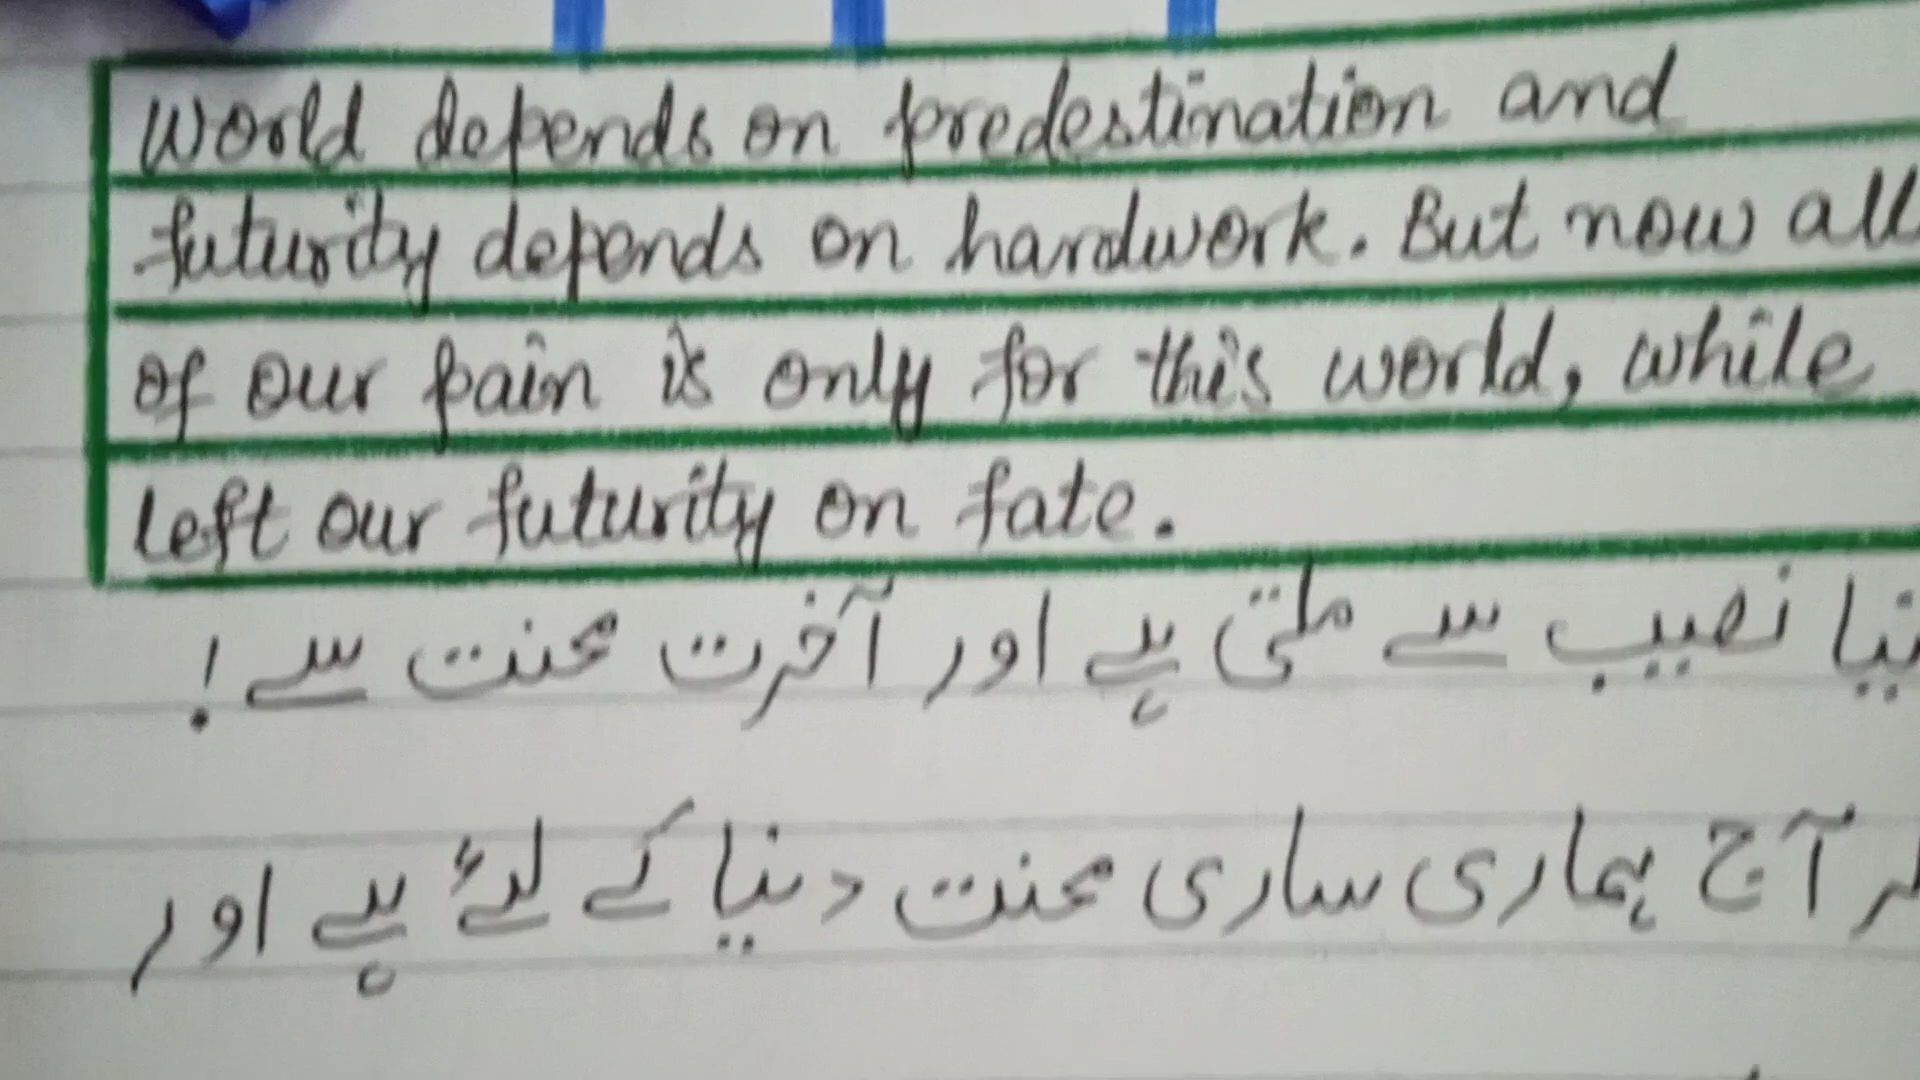 World depends on predestination and
futurity depends on hardwork. But now all
of our pain is only for this world, while
left our futurity on fate.
نصیب سے ملتی ہے اور آخرت محنت سے!
آج ہماری ساری محنت دنیا کے لئے ہے اور